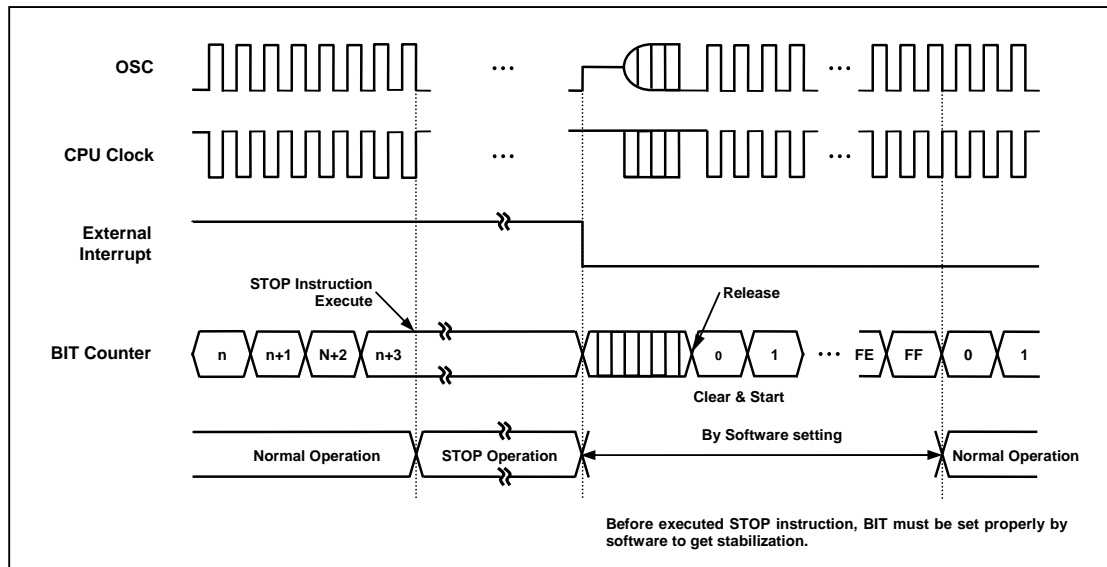 OSC
...
...
CPU Clock
...
...
External
Interrupt
STOP Instruction
Execute
Release
BIT Counter
n
n+1
N+2
n+3
0
1
...
FE
FF
0
1
Clear & Start
By Software setting
Normal Operation
STOP Operation
Normal Operation
Before executed STOP instruction, BIT must be set properly by
software to get stabilization.